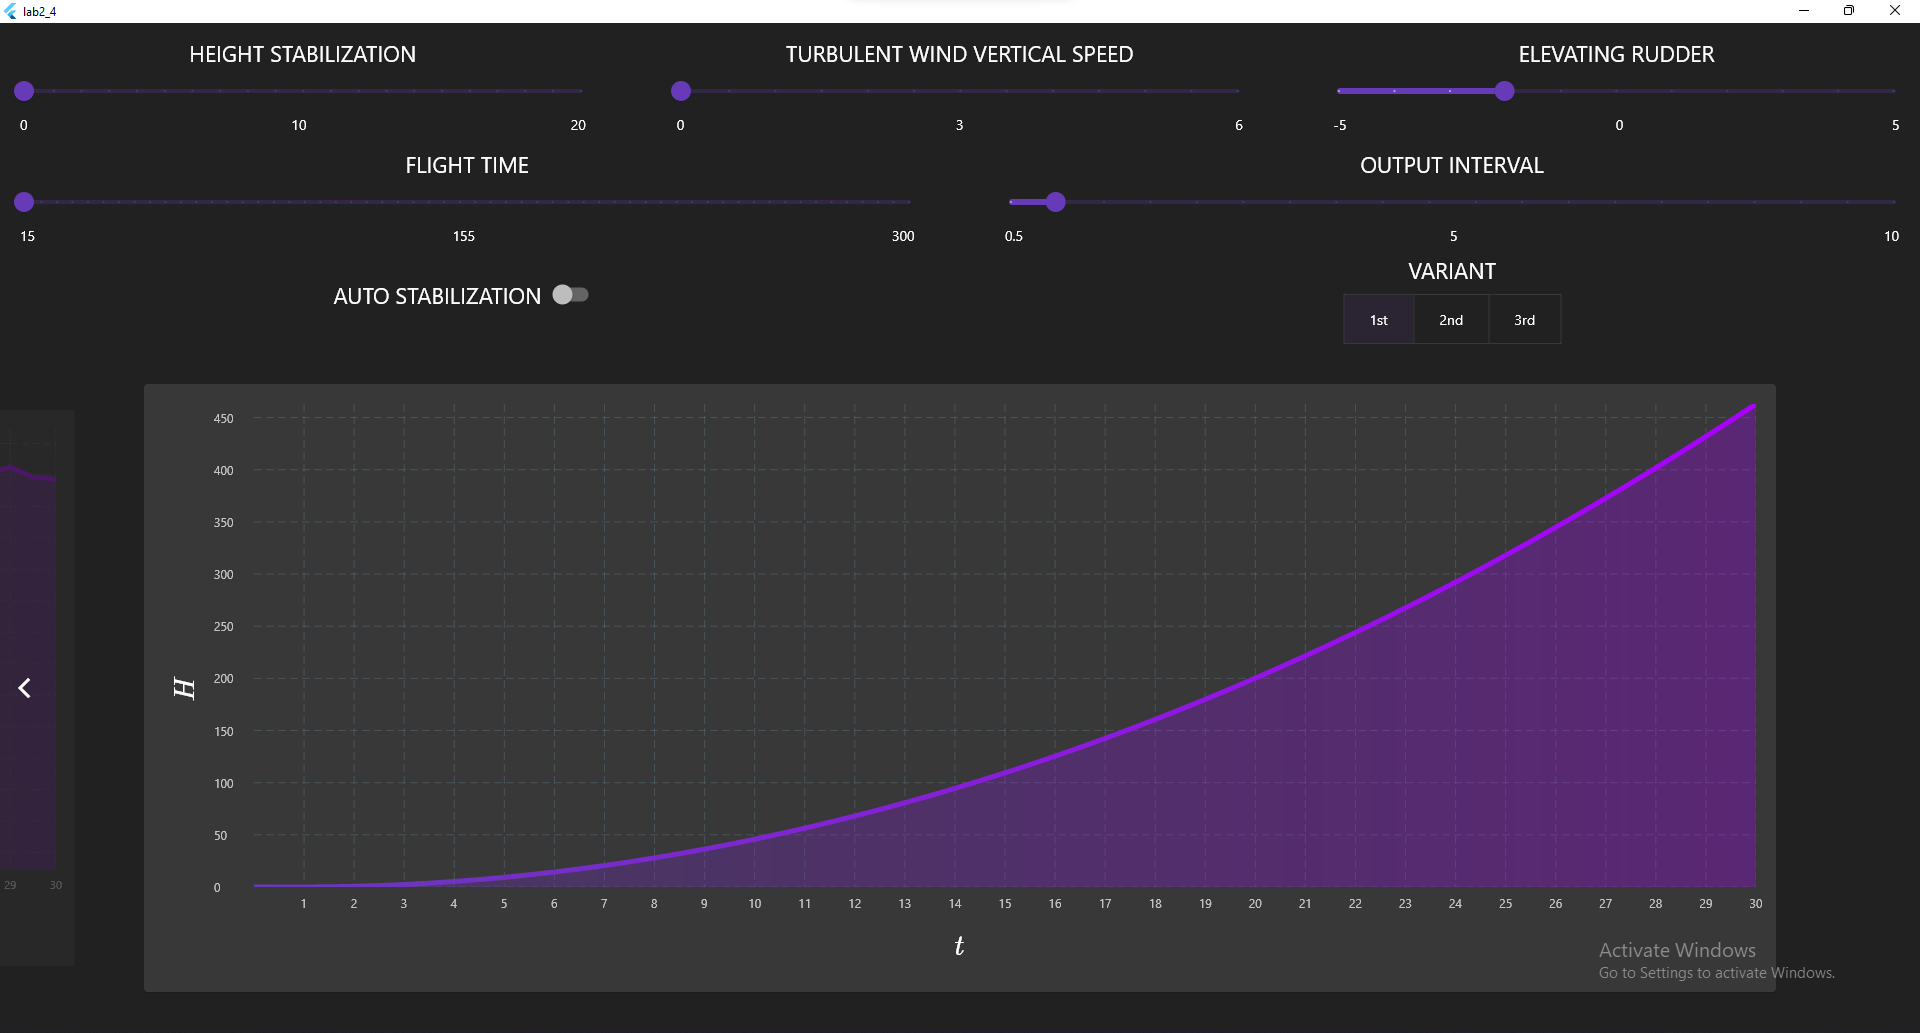 lab2_4
HEIGHT STABILIZATION
TURBULENT WIND VERTICAL SPEED
ELEVATING RUDDER
0 10 20
0 3 6
-5 0 5
FLIGHT TIME
OUTPUT INTERVAL
15 155 300
0.5 5 10
AUTO STABILIZATION
VARIANT
1st 2nd 3rd
450
400
350
300
250
200
150
100
50
0
H
1 2 3 4 5 6 7 8 9 10 11 12 13 14 15 16 17 18 19 20 21 22 23 24 25 26 27 28 29 30
t
29 30
Activate Windows
Go to Settings to activate Windows.